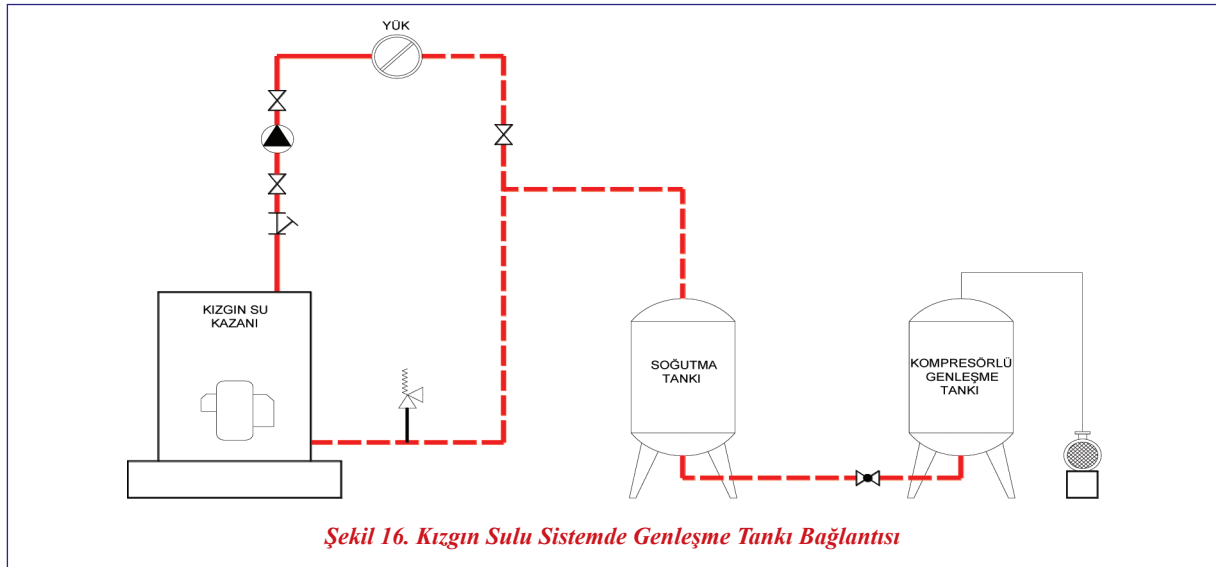 YÜK
KIZGIN SU
KAZANI
SOĞUTMA
TANKI
KOMPRESÖRLÜ
GENLEŞME
TANKI
Şekil 16. Kızgın Sulu Sistemde Genleşme Tankı Bağlantısı